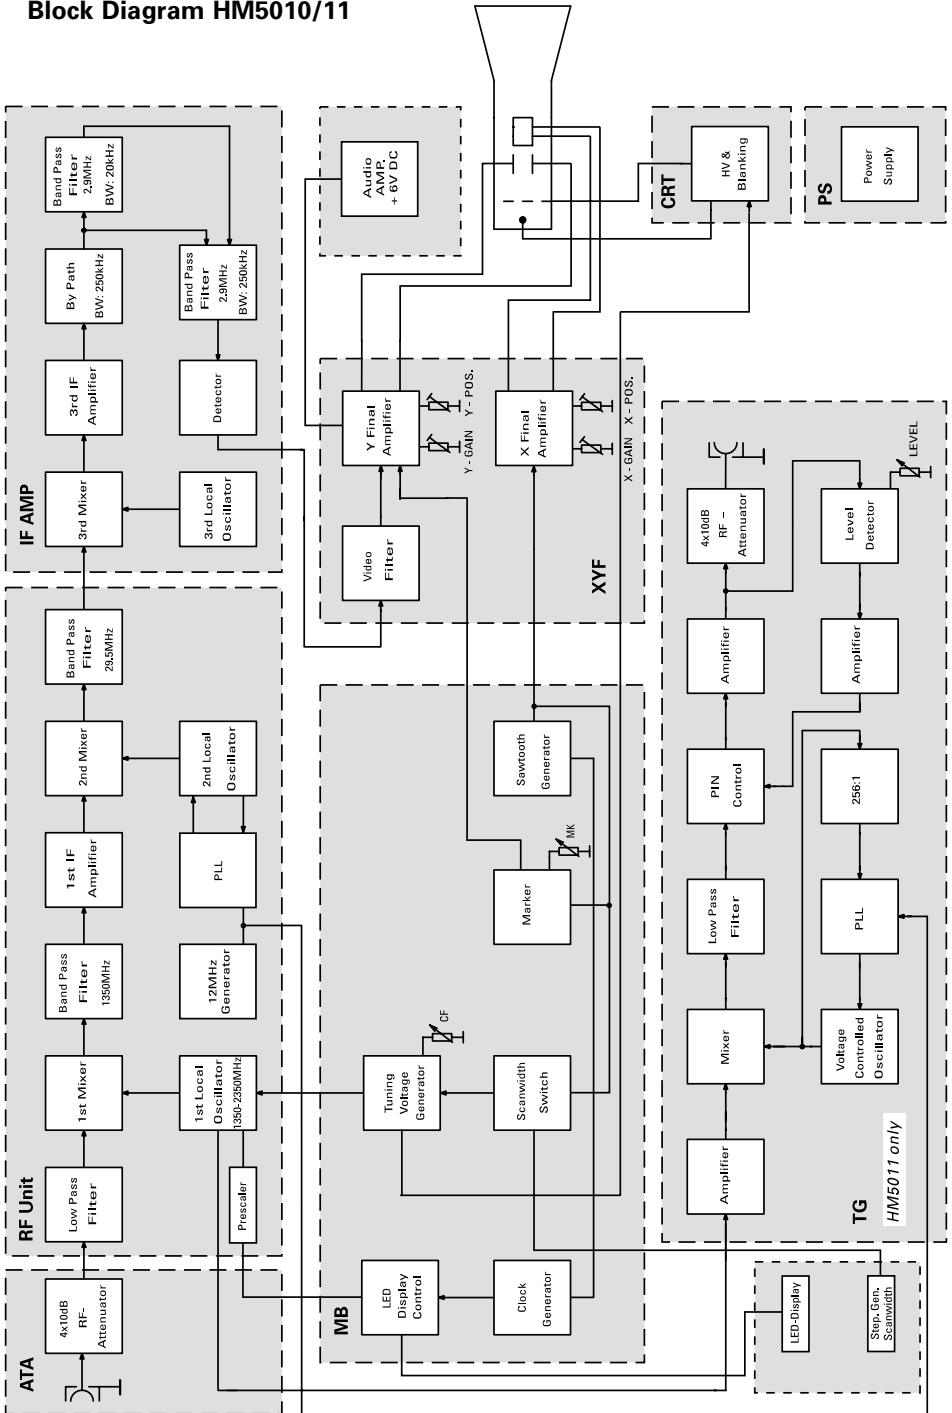 Block Diagram HM5010/11
IF AMP
Band Pass
Filter
2.9MHz
BW: 20kHz
By Path
BW: 250kHz
Band Pass
Filter
2.9MHz
BW: 250kHz
3rd IF
Amplifier
Detector
3rd Mixer
3rd Local
Oscillator
Audio
AMP.
+ 6V DC
CRT
HV &
Blanking
PS
Power
Supply
XYF
Y Final
Amplifier
Y - GAIN
Y - POS.
X Final
Amplifier
X - GAIN
X - POS.
Video
Filter
RF Unit
Low Pass
Filter
1st Mixer
Band Pass
Filter
1350MHz
1st IF
Amplifier
2nd Mixer
Band Pass
Filter
29.5MHz
Prescaler
1st Local
Oscillator
1350-2350MHz
12MHz
Generator
PLL
2nd Local
Oscillator
ATA
4x10dB
RF-
Attenuator
MB
LED
Display
Control
Clock
Generator
Tuning
Voltage
Generator
CF
Scanwidth
Switch
Marker
MK
Sawtooth
Generator
TG
HM5011 only
Amplifier
Mixer
Low Pass
Filter
PIN
Control
Amplifier
4x10dB
RF -
Attenuator
Voltage
Controlled
Oscillator
PLL
256:1
Amplifier
Level
Detector
LEVEL
LED-Display
Step. Gen.
Scanwidth